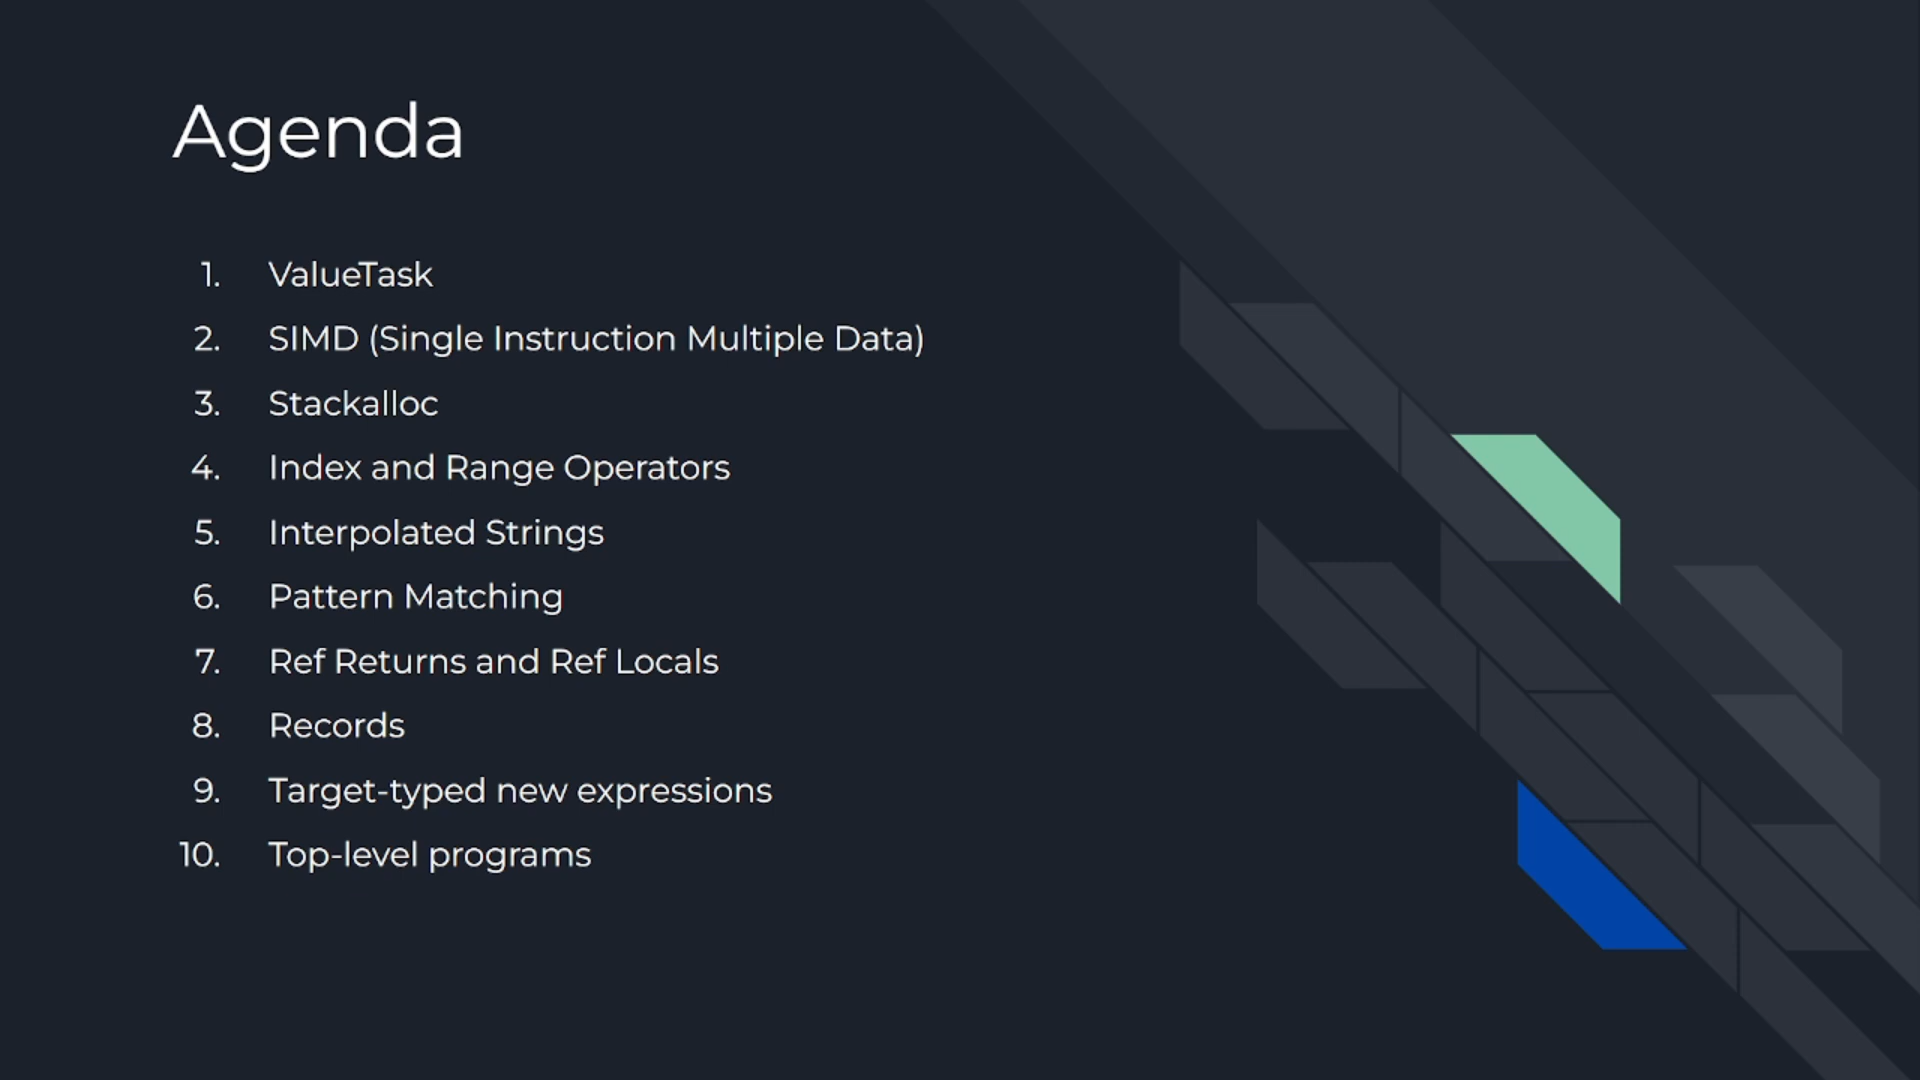 Agenda
1. ValueTask
2. SIMD (Single Instruction Multiple Data)
3. Stackalloc
4. Index and Range Operators
5. Interpolated Strings
6. Pattern Matching
7. Ref Returns and Ref Locals
8. Records
9. Target-typed new expressions
10. Top-level programs